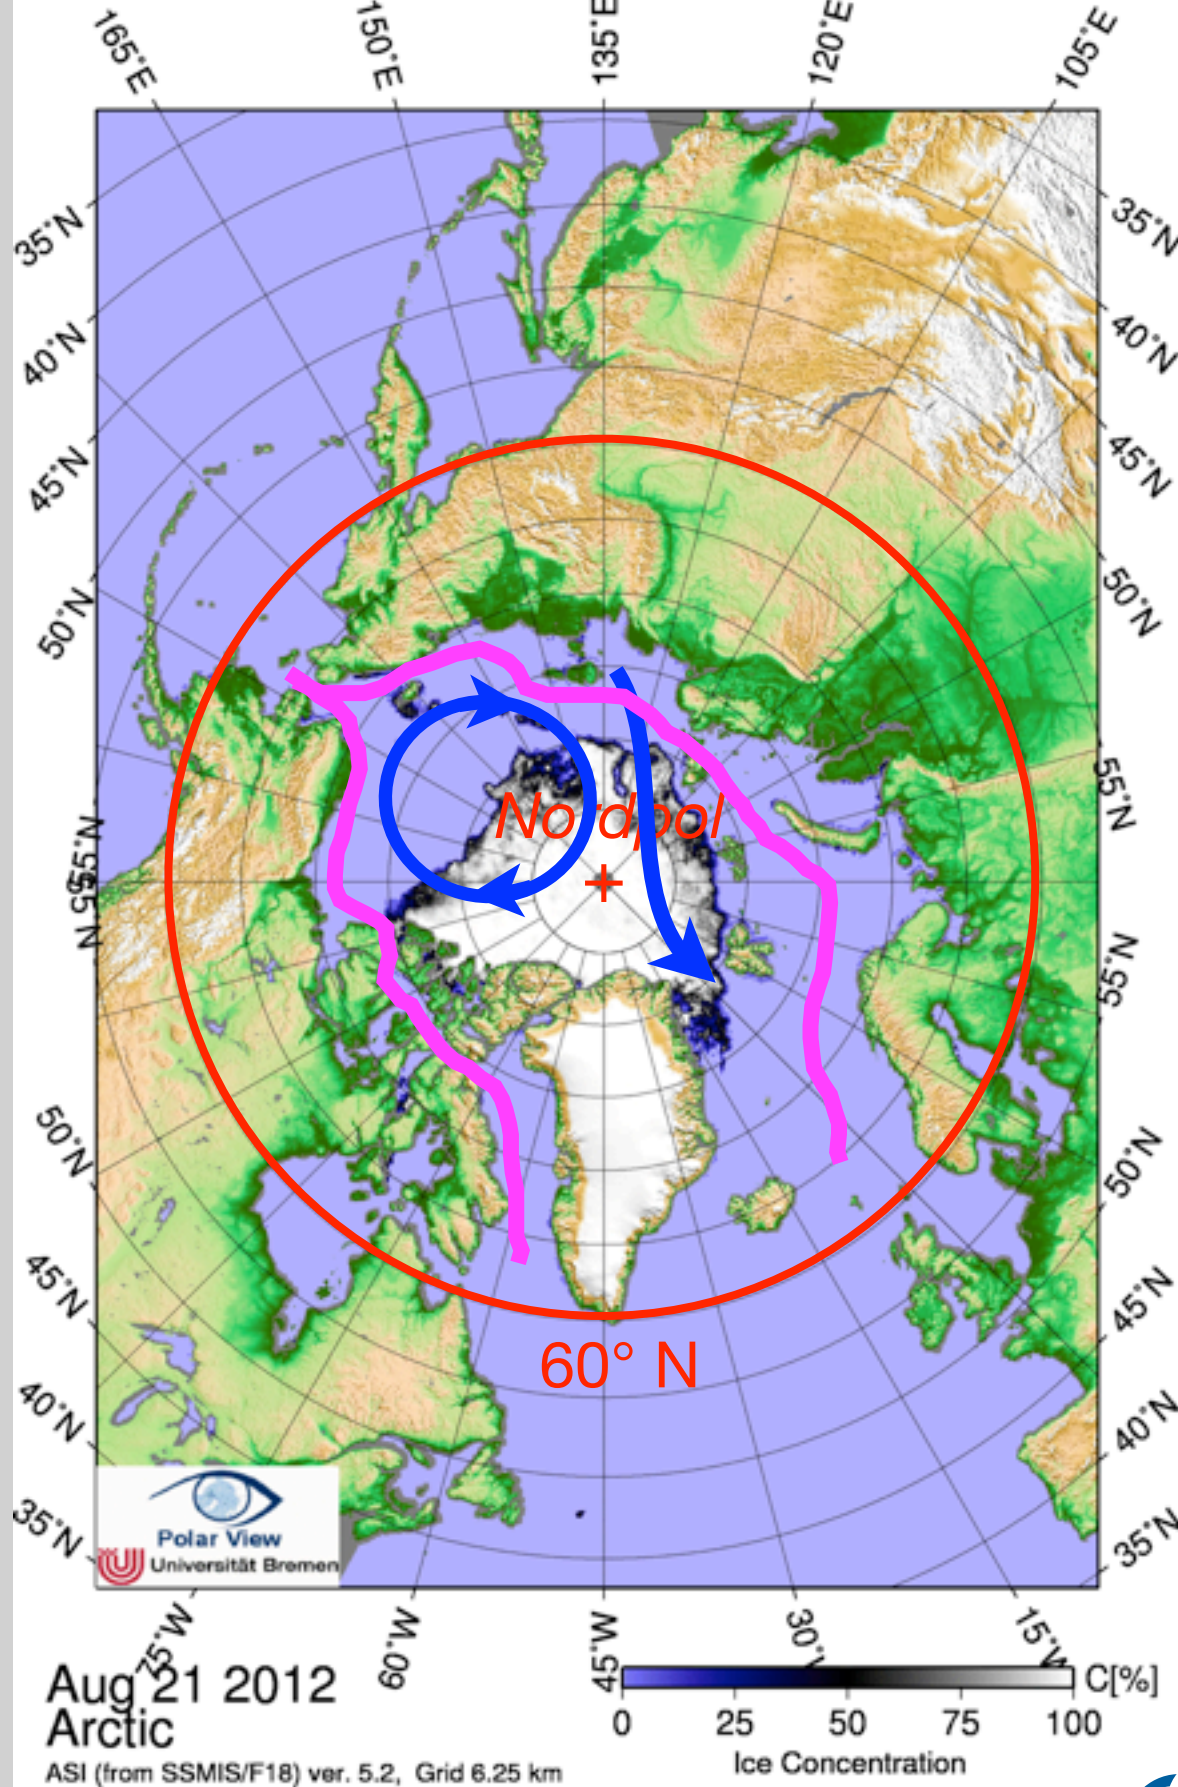 165°E 150°E 135°E 120°E 105°E
35°N 35°N
40°N 40°N
45°N 45°N
50°N 50°N
55°N
Nordpol
55°N
55°N 55°N
50°N 50°N
60° N
45°N 45°N
40°N 40°N
35°N 35°N
Polar View
Universität Bremen
75°W 60°W 45°W 30°W 15°W
Aug 21 2012
Arctic
C[%]
0 25 50 75 100
Ice Concentration
ASI (from SSMIS/F18) ver. 5.2, Grid 6.25 km